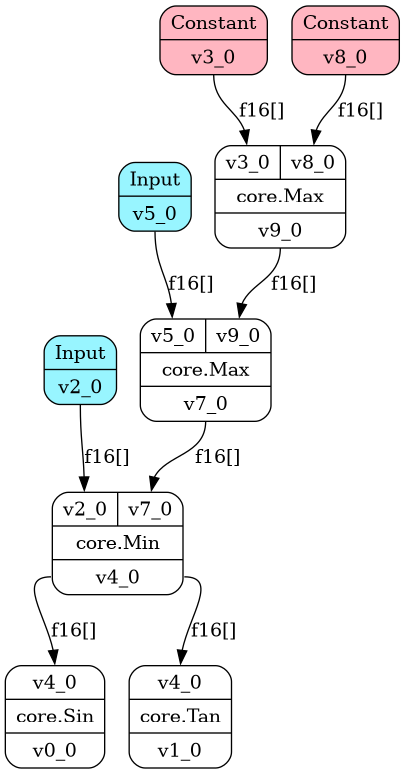 Constant
v3_0
Constant
v8_0
f16[]
f16[]
v3_0 v8_0
core.Max
v9_0
Input
v5_0
f16[]
f16[]
v5_0 v9_0
core.Max
v7_0
Input
v2_0
f16[]
f16[]
v2_0 v7_0
core.Min
v4_0
f16[]
f16[]
v4_0
core.Sin
v0_0
v4_0
core.Tan
v1_0